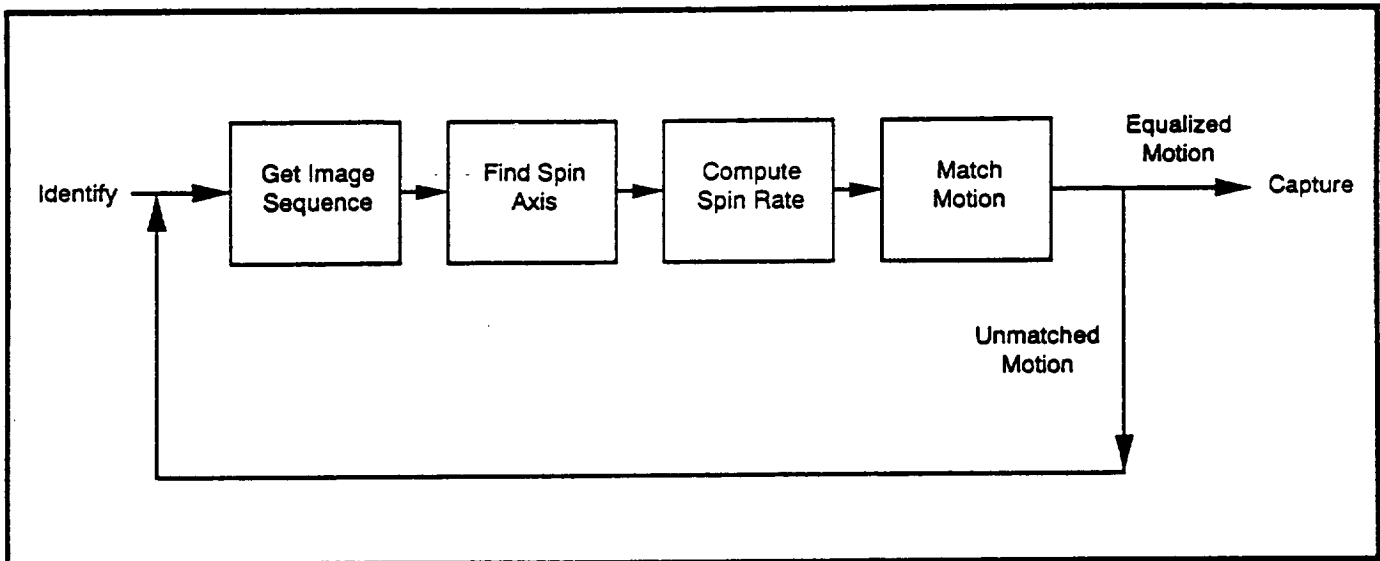 Identify
Get Image
Sequence
Find Spin
Axis
Compute
Spin Rate
Match
Motion
Equalized
Motion
Capture
Unmatched
Motion